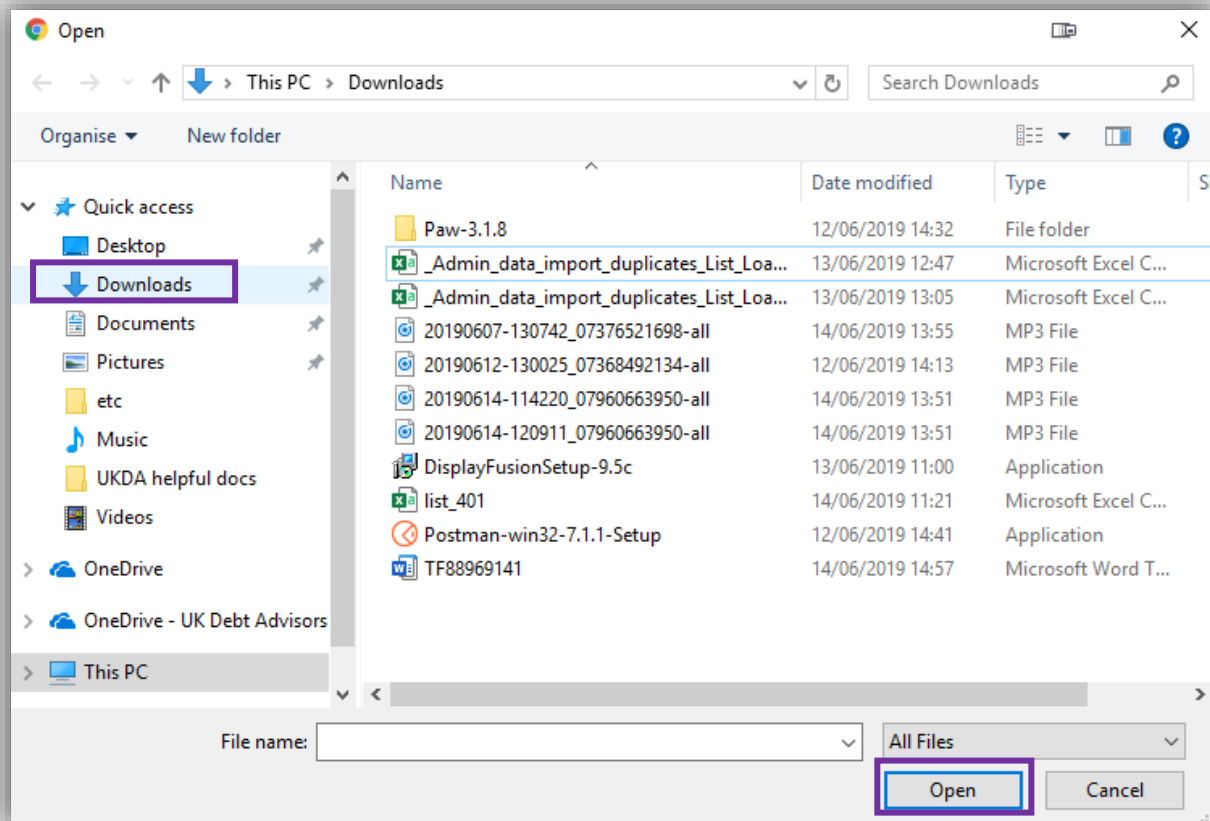 Open
This PC > Downloads
Search Downloads
Organise
New folder
Name Date modified Type S
Quick access
Desktop
Downloads
Documents
Pictures
etc
Music
UKDA helpful docs
Videos
OneDrive
OneDrive - UK Debt Advisors
This PC
Paw-3.1.8 12/06/2019 14:32 File folder
_Admin_data_import_duplicates_List_Loa... 13/06/2019 12:47 Microsoft Excel C...
_Admin_data_import_duplicates_List_Loa... 13/06/2019 13:05 Microsoft Excel C...
20190607-130742_07376521698-all 14/06/2019 13:55 MP3 File
20190612-130025_07368492134-all 12/06/2019 14:13 MP3 File
20190614-114220_07960663950-all 14/06/2019 13:51 MP3 File
20190614-120911_07960663950-all 14/06/2019 13:51 MP3 File
DisplayFusionSetup-9.5c 13/06/2019 11:00 Application
list_401 14/06/2019 11:21 Microsoft Excel C...
Postman-win32-7.1.1-Setup 12/06/2019 14:41 Application
TF88969141 14/06/2019 14:57 Microsoft Word T...
File name:
All Files
Open
Cancel